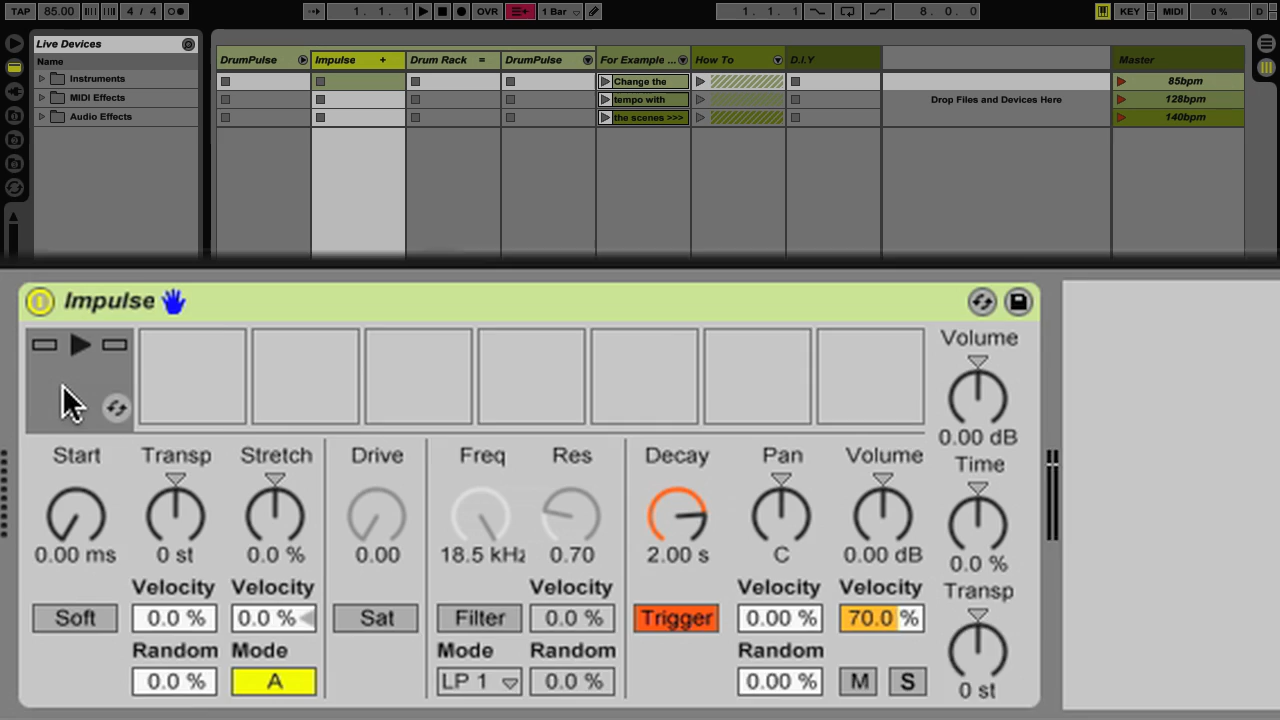 TAP 85.00 4 / 4 1. 1. 1 OVR 1 Bar 1. 1. 1 8. 0. 0 KEY MIDI 0 % D
Live Devices
Name
Instruments
MIDI Effects
Audio Effects
DrumPulse Impulse + Drum Rack = DrumPulse For Example ... How To D.I.Y Master
Change the 85bpm
tempo with Drop Files and Devices Here 128bpm
the scenes >>> 140bpm
Impulse
Volume
0.00 dB
Start Transp Stretch Drive Freq Res Decay Pan Volume
Time
0.00 ms 0 st 0.0 % 0.00 18.5 kHz 0.70 2.00 s C 0.00 dB
0.0 %
Velocity Velocity Velocity Velocity Velocity
Transp
Soft 0.0 % 0.0 % Sat Filter 0.0 % Trigger 0.00 % 70.0 %
Random Mode Mode Random Random
0.0 % A LP 1 0.0 % 0.00 % M S
0 st